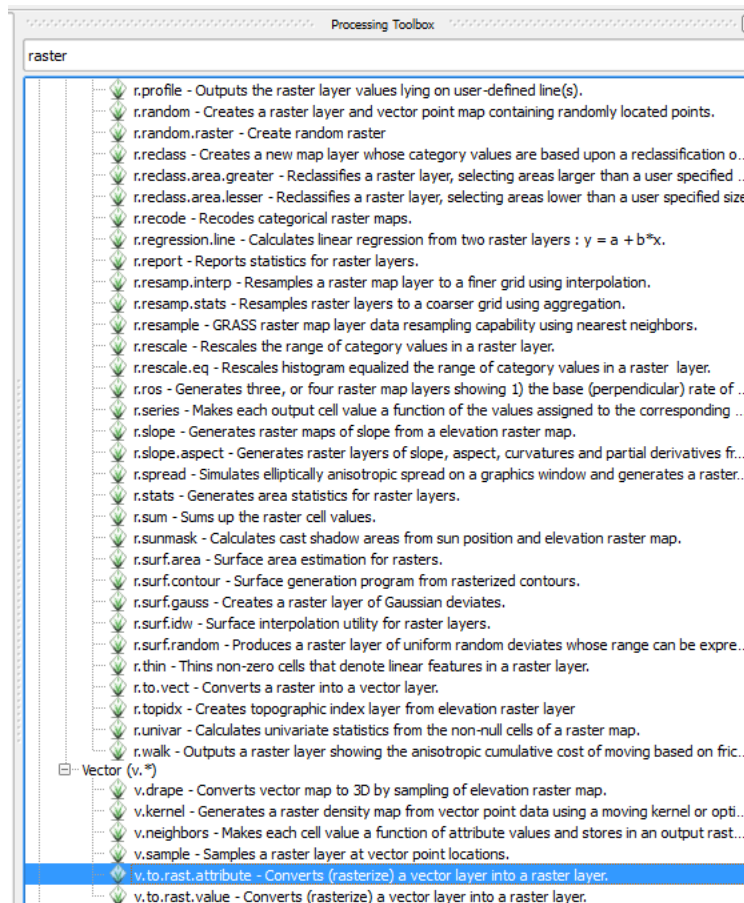 Processing Toolbox
raster
r.profile - Outputs the raster layer values lying on user-defined line(s).
r.random - Creates a raster layer and vector point map containing randomly located points.
r.random.raster - Create random raster
r.reclass - Creates a new map layer whose category values are based upon a reclassification o...
r.reclass.area.greater - Reclassifies a raster layer, selecting areas larger than a user specified ...
r.reclass.area.lesser - Reclassifies a raster layer, selecting areas lower than a user specified size
r.recode - Recodes categorical raster maps.
r.regression.line - Calculates linear regression from two raster layers : y = a + b*x.
r.report - Reports statistics for raster layers.
r.resamp.interp - Resamples a raster map layer to a finer grid using interpolation.
r.resamp.stats - Resamples raster layers to a coarser grid using aggregation.
r.resample - GRASS raster map layer data resampling capability using nearest neighbors.
r.rescale - Rescales the range of category values in a raster layer.
r.rescale.eq - Rescales histogram equalized the range of category values in a raster  layer.
r.ros - Generates three, or four raster map layers showing 1) the base (perpendicular) rate of ...
r.series - Makes each output cell value a function of the values assigned to the corresponding ...
r.slope - Generates raster maps of slope from a elevation raster map.
r.slope.aspect - Generates raster layers of slope, aspect, curvatures and partial derivatives fr...
r.spread - Simulates elliptically anisotropic spread on a graphics window and generates a raster...
r.stats - Generates area statistics for raster layers.
r.sum - Sums up the raster cell values.
r.sunmask - Calculates cast shadow areas from sun position and elevation raster map.
r.surf.area - Surface area estimation for rasters.
r.surf.contour - Surface generation program from rasterized contours.
r.surf.gauss - Creates a raster layer of Gaussian deviates.
r.surf.idw - Surface interpolation utility for raster layers.
r.surf.random - Produces a raster layer of uniform random deviates whose range can be expre...
r.thin - Thins non-zero cells that denote linear features in a raster layer.
r.to.vect - Converts a raster into a vector layer.
r.topidx - Creates topographic index layer from elevation raster layer
r.univar - Calculates univariate statistics from the non-null cells of a raster map.
r.walk - Outputs a raster layer showing the anisotropic cumulative cost of moving based on fric...
Vector (v.*)
v.drape - Converts vector map to 3D by sampling of elevation raster map.
v.kernel - Generates a raster density map from vector point data using a moving kernel or opti...
v.neighbors - Makes each cell value a function of attribute values and stores in an output rast...
v.sample - Samples a raster layer at vector point locations.
v.to.rast.attribute - Converts (rasterize) a vector layer into a raster layer.
v.to.rast.value - Converts (rasterize) a vector layer into a raster layer.